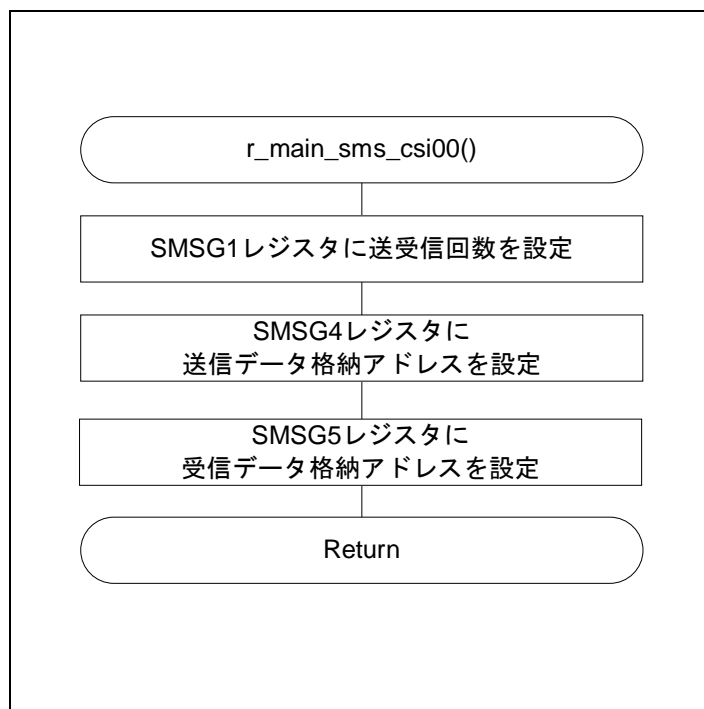 r_main_sms_csi00()
SMSG1レジスタに送受信回数を設定
SMSG4レジスタに
送信データ格納アドレスを設定
SMSG5レジスタに
受信データ格納アドレスを設定
Return